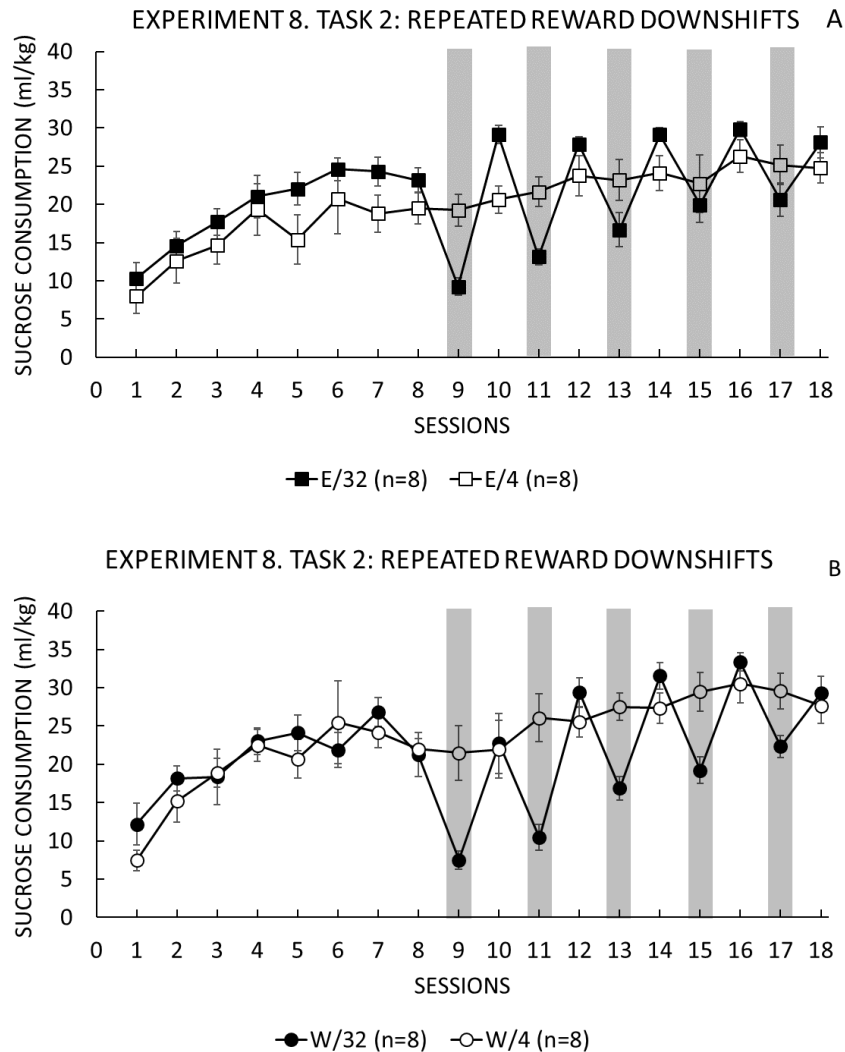 EXPERIMENT 8. TASK 2: REPEATED REWARD DOWNSHIFTS A
SUCROSE CONSUMPTION (ml/kg)
40
35
30
25
20
15
10
5
0
0 1 2 3 4 5 6 7 8 9 10 11 12 13 14 15 16 17 18
SESSIONS
E/32 (n=8) E/4 (n=8)
EXPERIMENT 8. TASK 2: REPEATED REWARD DOWNSHIFTS B
SUCROSE CONSUMPTION (ml/kg)
40
35
30
25
20
15
10
5
0
0 1 2 3 4 5 6 7 8 9 10 11 12 13 14 15 16 17 18
SESSIONS
W/32 (n=8) W/4 (n=8)